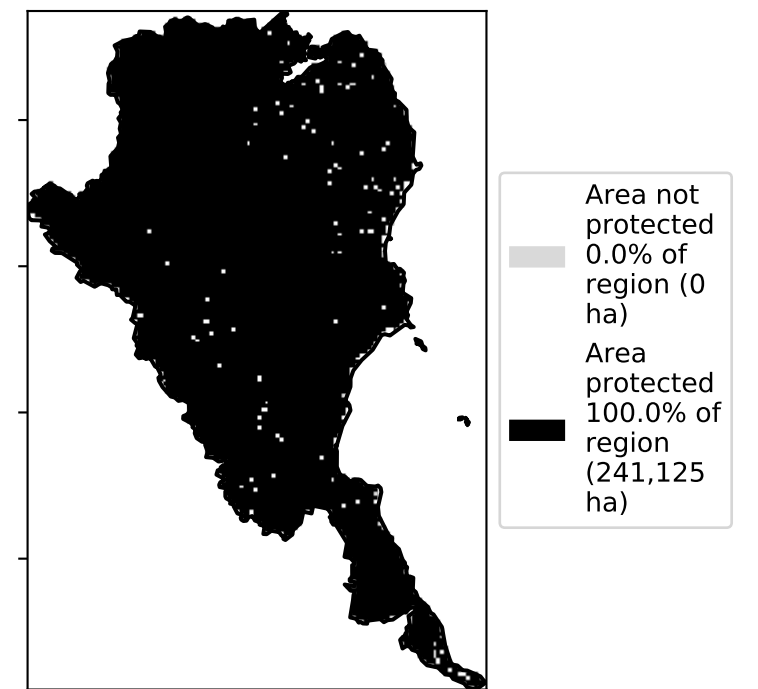 Area not
protected
0.0% of
region (0
ha)
Area
protected
100.0% of
region
(241,125
ha)